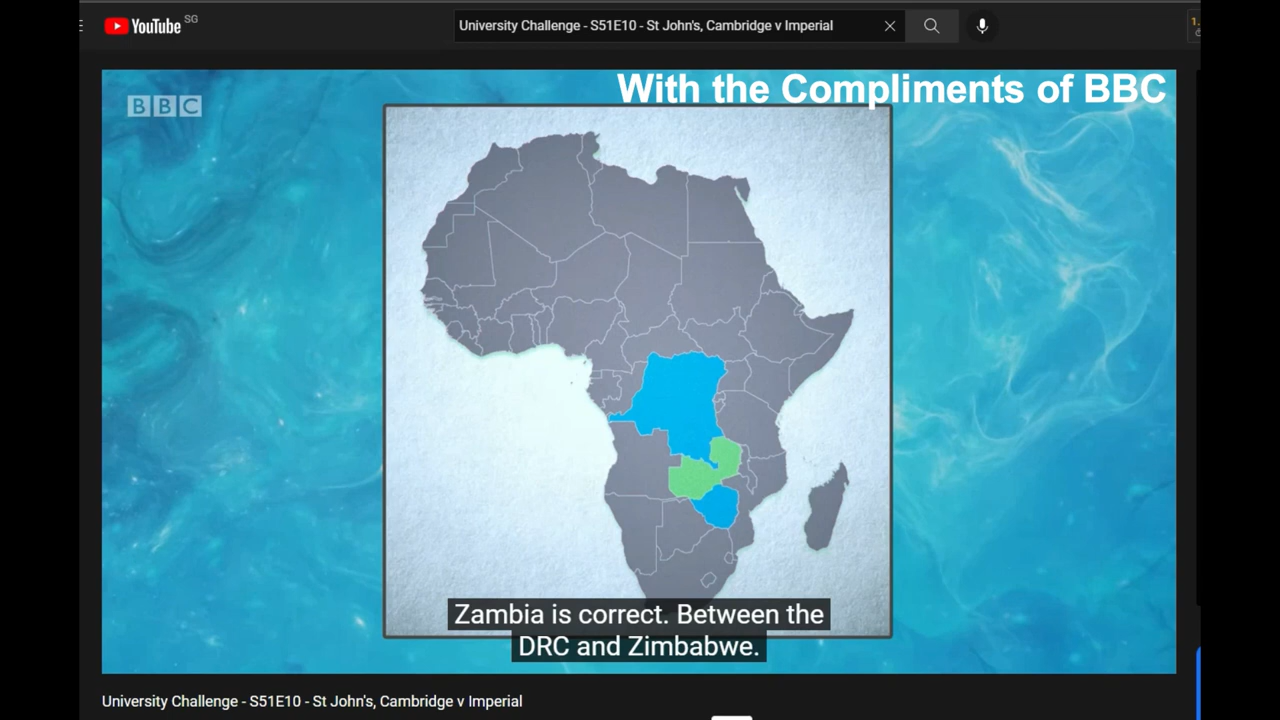 YouTube SG
University Challenge - S51E10 - St John's, Cambridge v Imperial
1.
BBC
With the Compliments of BBC
Zambia is correct. Between the
DRC and Zimbabwe.
University Challenge - S51E10 - St John's, Cambridge v Imperial